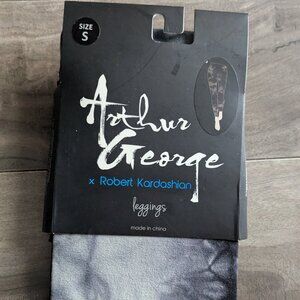 SIZE
S
Arthur
George
x Robert Kardashian
leggings
made in china